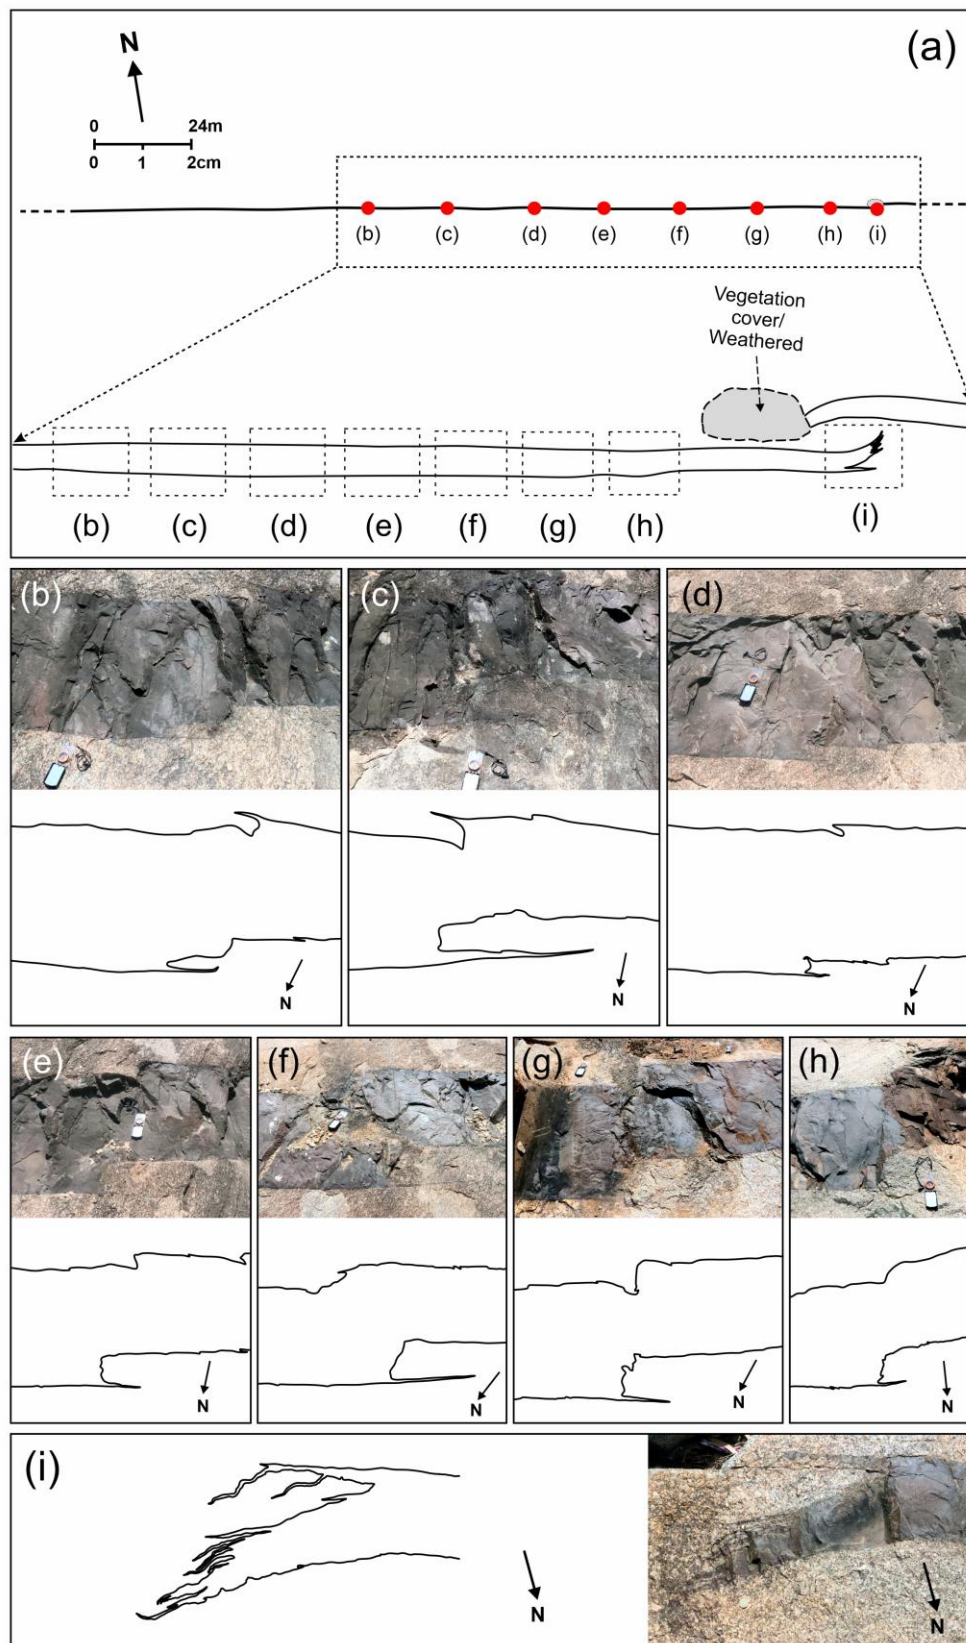 (a)
N
0 24m
0 1 2cm
(b) (c) (d) (e) (f) (g) (h) (i)
Vegetation
cover/
Weathered
(b) (c) (d) (e) (f) (g) (h) (i)
(b) (c) (d)
N N N
(e) (f) (g) (h)
N N N N
(i)
N N